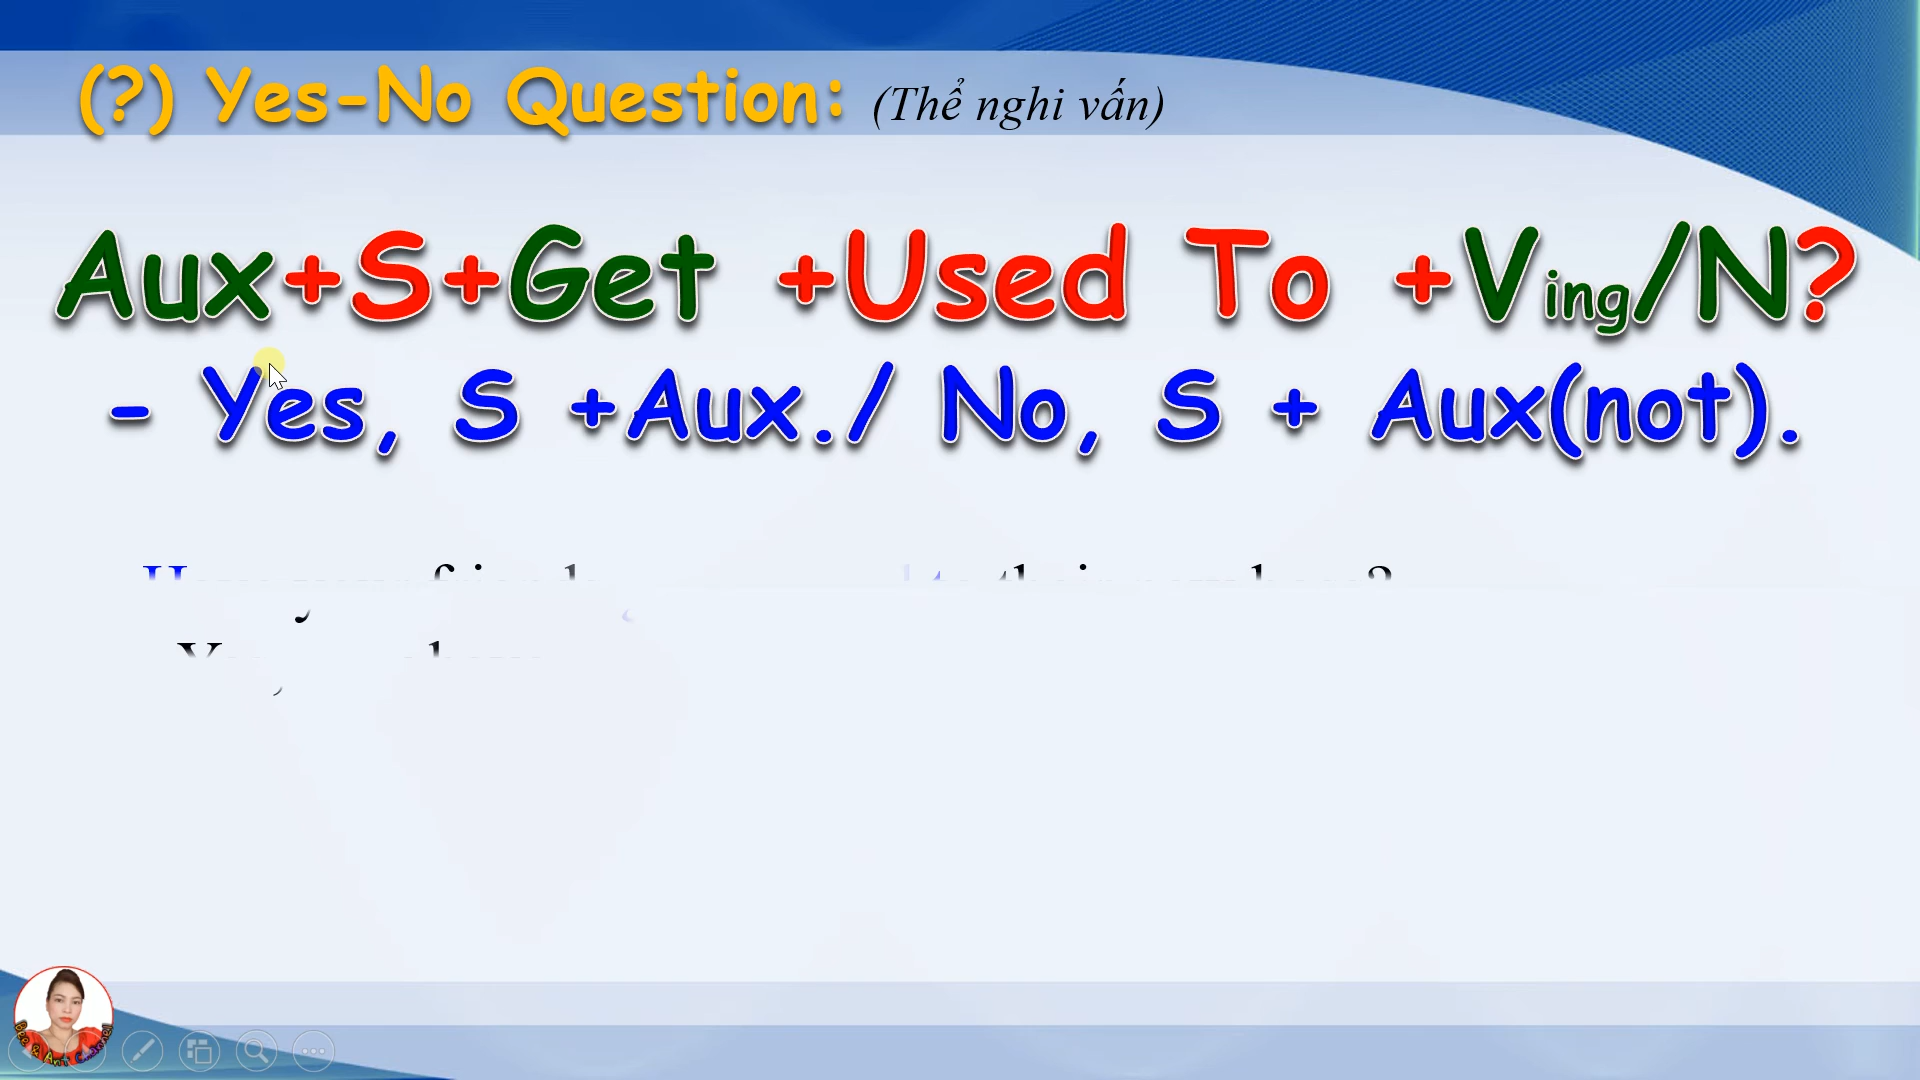 (?) Yes-No Question: (Thể nghi vấn)
Aux+S+Get +Used To +Ving/N?
- Yes, S +Aux./ No, S + Aux(not).